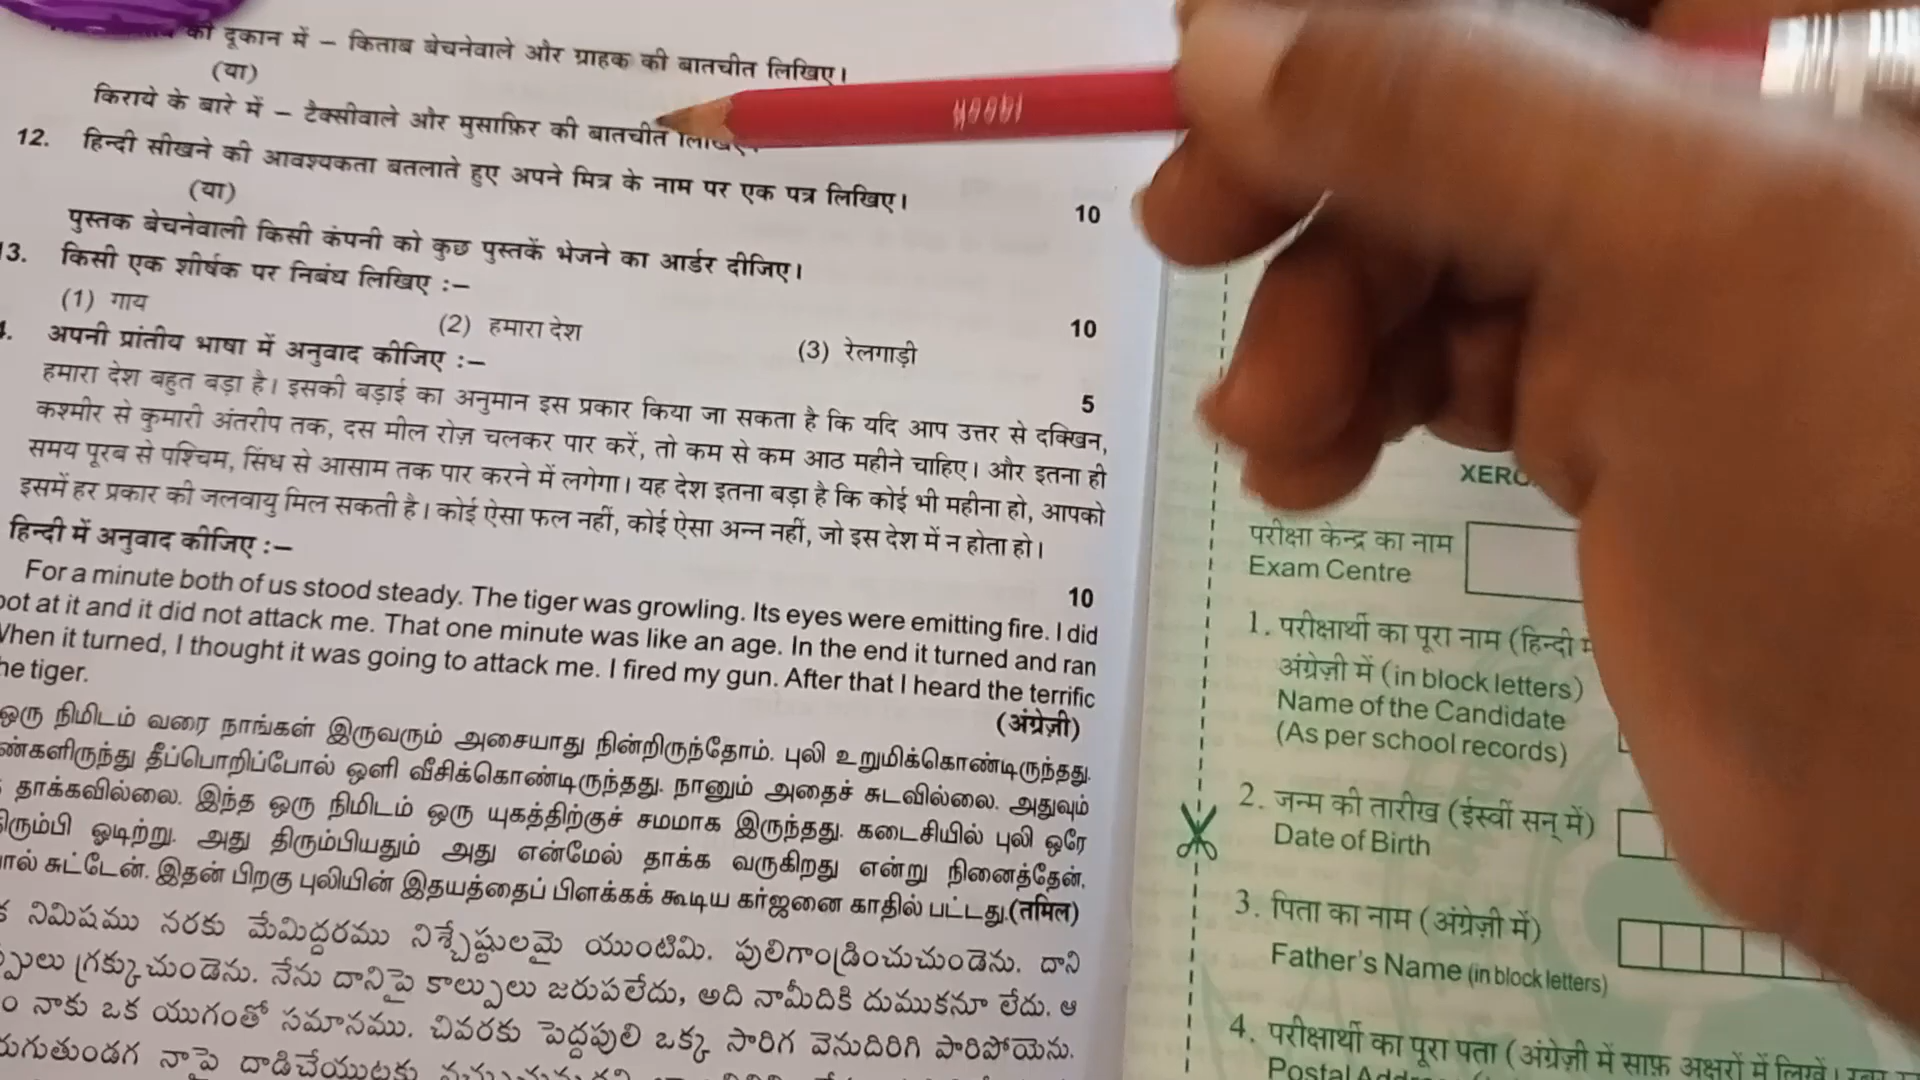 की दूकान में – किताब बेचनेवाले और ग्राहक की बातचीत लिखिए।
(या)
किराये के बारे में – टैक्सीवाले और मुसाफ़िर की बातचीत
12. हिन्दी सीखने की आवश्यकता बतलाते हुए अपने मित्र के नाम पर एक पत्र लिखिए। 10
(या)
पुस्तक बेचनेवाली किसी कंपनी को कुछ पुस्तकें भेजने का आर्डर दीजिए।
13. किसी एक शीर्षक पर निबंध लिखिए :– 10
(1) गाय (2) हमारा देश (3) रेलगाड़ी
अपनी प्रांतीय भाषा में अनुवाद कीजिए :– 5
हमारा देश बहुत बड़ा है। इसकी बड़ाई का अनुमान इस प्रकार किया जा सकता है कि यदि आप उत्तर से दक्खिन,
कश्मीर से कुमारी अंतरीप तक, दस मील रोज़ चलकर पार करें, तो कम से कम आठ महीने चाहिए। और इतना ही
समय पूरब से पश्चिम, सिंध से आसाम तक पार करने में लगेगा। यह देश इतना बड़ा है कि कोई भी महीना हो, आपको
इसमें हर प्रकार की जलवायु मिल सकती है। कोई ऐसा फल नहीं, कोई ऐसा अन्न नहीं, जो इस देश में न होता हो।
हिन्दी में अनुवाद कीजिए :– 10
For a minute both of us stood steady. The tiger was growling. Its eyes were emitting fire. I did
at it and it did not attack me. That one minute was like an age. In the end it turned and ran
When it turned, I thought it was going to attack me. I fired my gun. After that I heard the terrific
the tiger.
(अंग्रेज़ी)
ஒரு நிமிடம் வரை நாங்கள் இருவரும் அசையாது நின்றிருந்தோம். புலி உறுமிக்கொண்டிருந்தது.
தீப்பொறிப்போல் ஒளி வீசிக்கொண்டிருந்தது. நானும் அதைச் சுடவில்லை. அதுவும்
தாக்கவில்லை. இந்த ஒரு நிமிடம் ஒரு யுகத்திற்குச் சமமாக இருந்தது. கடைசியில் புலி ஒரே
ஓடிற்று. அது திரும்பியதும் அது என்மேல் தாக்க வருகிறது என்று நினைத்தேன்.
சுட்டேன். இதன் பிறகு புலியின் இதயத்தைப் பிளக்கக் கூடிய கர்ஜனை காதில் பட்டது.(तमिल)
నిమిషము నరకు మేమిద్దరము నిశ్చేష్టులమై యుంటిమి. పులిగాండ్రించుచుండెను. దాని
గ్రక్కుచుండెను. నేను దానిపై కాల్పులు జరుపలేదు, అది నామీదికి దుముకనూ లేదు. ఆ
నాకు ఒక యుగంతో సమానము. చివరకు పెద్దపులి ఒక్క సారిగ వెనుదిరిగి పారిపోయెను.
నాపై దాడిచేయుటకు
परीक्षा केन्द्र का नाम
Exam Centre
1. परीक्षार्थी का पूरा नाम (हिन्दी
अंग्रेज़ी में (in block letters)
Name of the Candidate
(As per school records)
2. जन्म की तारीख (ईस्वीं सन् में)
Date of Birth
3. पिता का नाम (अंग्रेज़ी में)
Father's Name (in block letters)
4. परीक्षार्थी का पूरा पता (अंग्रेज़ी में साफ़ अक्षरों में लिखें।
Postal